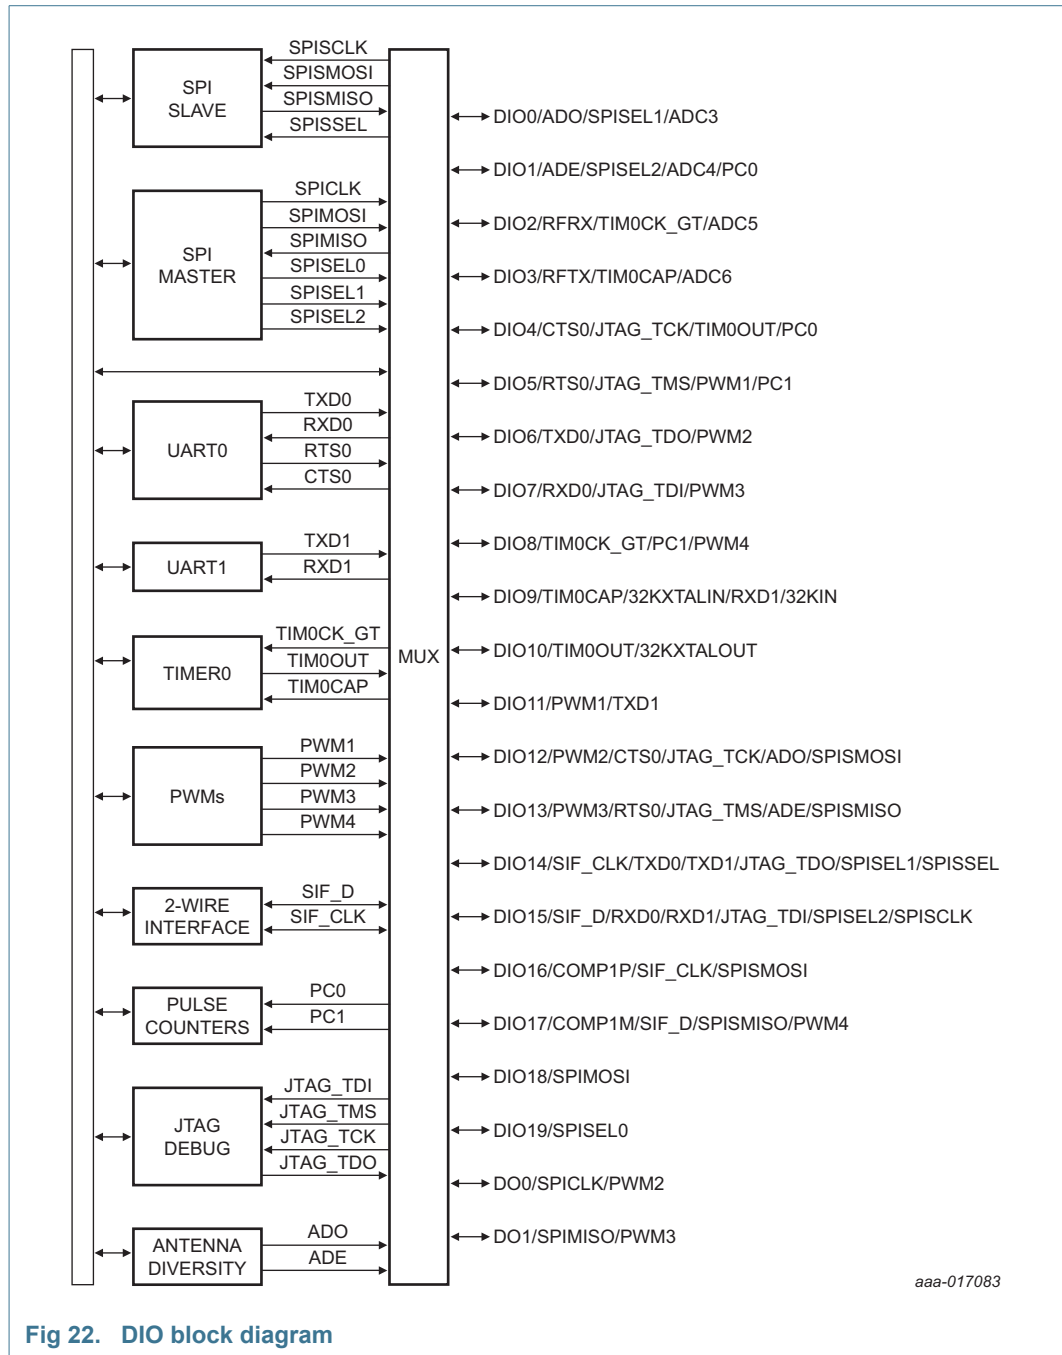 SPI
SLAVE
SPISCLK
SPISMOSI
SPISMISO
SPISSEL
SPI
MASTER
SPICLK
SPIMOSI
SPIMISO
SPISEL0
SPISEL1
SPISEL2
UART0
TXD0
RXD0
RTS0
CTS0
UART1
TXD1
RXD1
TIMER0
TIM0CK_GT
TIM0OUT
TIM0CAP
PWMs
PWM1
PWM2
PWM3
PWM4
2-WIRE
INTERFACE
SIF_D
SIF_CLK
PULSE
COUNTERS
PC0
PC1
JTAG
DEBUG
JTAG_TDI
JTAG_TMS
JTAG_TCK
JTAG_TDO
ANTENNA
DIVERSITY
ADO
ADE
MUX
DIO0/ADO/SPISEL1/ADC3
DIO1/ADE/SPISEL2/ADC4/PC0
DIO2/RFRX/TIM0CK_GT/ADC5
DIO3/RFTX/TIM0CAP/ADC6
DIO4/CTS0/JTAG_TCK/TIM0OUT/PC0
DIO5/RTS0/JTAG_TMS/PWM1/PC1
DIO6/TXD0/JTAG_TDO/PWM2
DIO7/RXD0/JTAG_TDI/PWM3
DIO8/TIM0CK_GT/PC1/PWM4
DIO9/TIM0CAP/32KXTALIN/RXD1/32KIN
DIO10/TIM0OUT/32KXTALOUT
DIO11/PWM1/TXD1
DIO12/PWM2/CTS0/JTAG_TCK/ADO/SPISMOSI
DIO13/PWM3/RTS0/JTAG_TMS/ADE/SPISMISO
DIO14/SIF_CLK/TXD0/TXD1/JTAG_TDO/SPISEL1/SPISSEL
DIO15/SIF_D/RXD0/RXD1/JTAG_TDI/SPISEL2/SPISCLK
DIO16/COMP1P/SIF_CLK/SPISMOSI
DIO17/COMP1M/SIF_D/SPISMISO/PWM4
DIO18/SPIMOSI
DIO19/SPISEL0
DO0/SPICLK/PWM2
DO1/SPIMISO/PWM3
aaa-017083
Fig 22. DIO block diagram